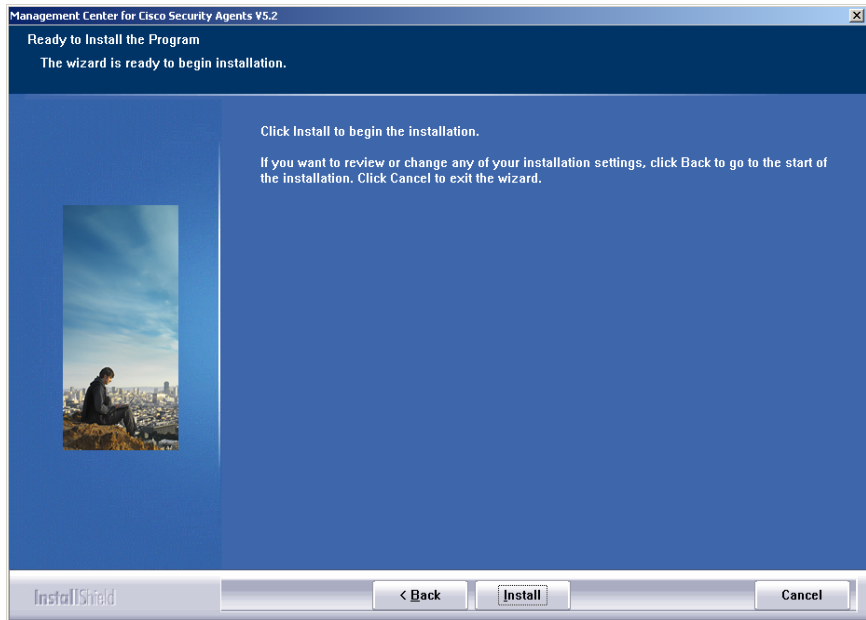 Management Center for Cisco Security Agents V5.2
Ready to Install the Program
The wizard is ready to begin installation.
Click Install to begin the installation.
If you want to review or change any of your installation settings, click Back to go to the start of
the installation. Click Cancel to exit the wizard.
InstallShield
< Back
Install
Cancel